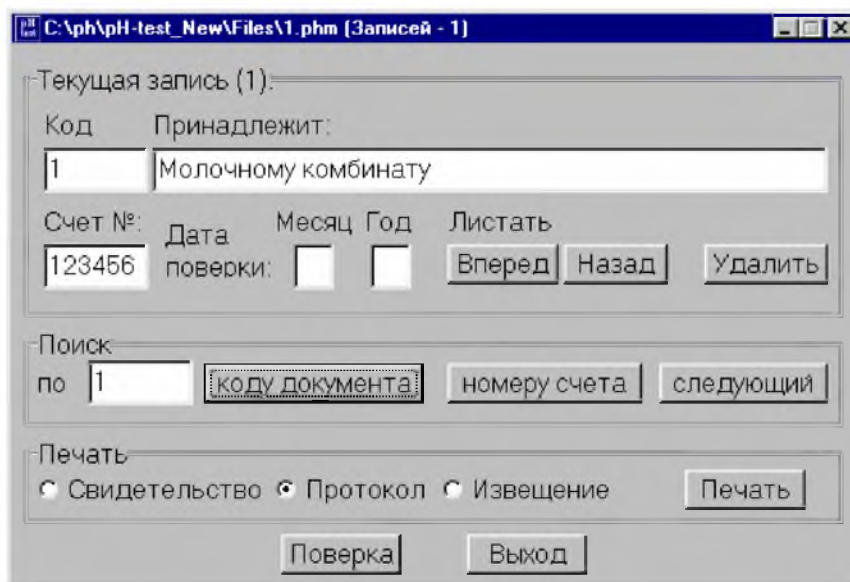 C:\ph\pH-test_New\Files\1.phm (Записей - 1)
Текущая запись (1):
Код Принадлежит:
1 Молочному комбинату
Счет №: Дата поверки: Месяц Год Листать
123456 Вперед Назад Удалить
Поиск
по 1 коду документа номеру счета следующий
Печать
Свидетельство Протокол Извещение Печать
Поверка Выход